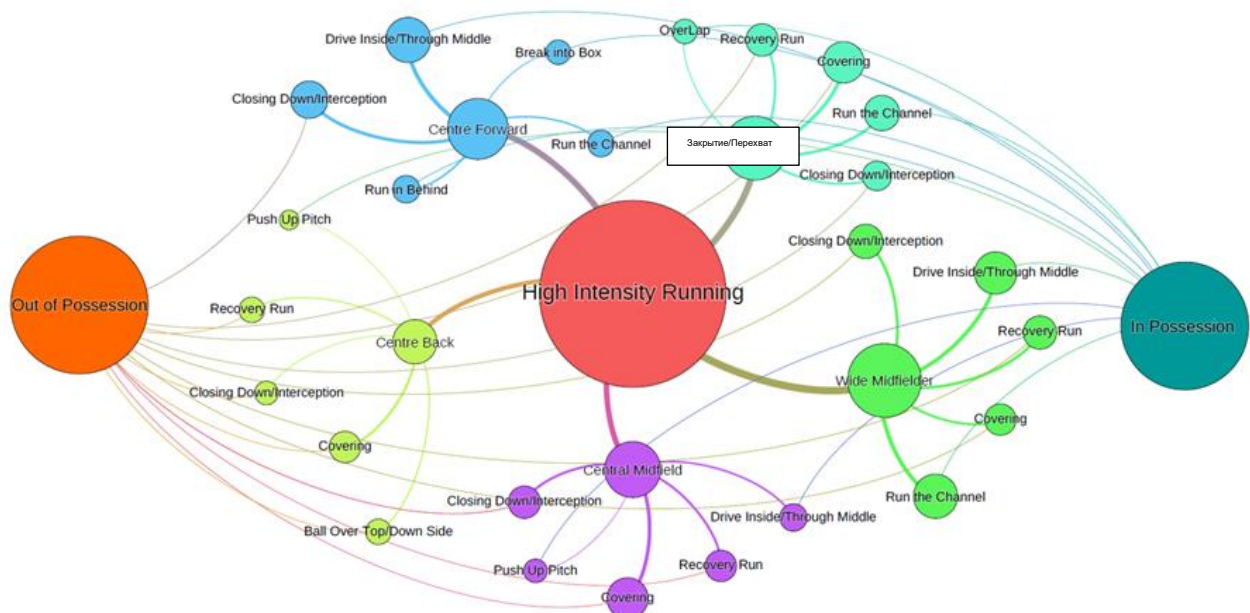 Drive Inside/Through Middle
Break into Box
Closing Down/Interception
Centre Forward
Run the Channel
Run in Behind
OverLap
Recovery Run
Covering
Run the Channel
Закрытие/Перехват
Closing Down/Interception
Push Up Pitch
Out of Possession
Recovery Run
Centre Back
Closing Down/Interception
Covering
Ball Over Top/Down Side
High Intensity Running
Closing Down/Interception
Drive Inside/Through Middle
Recovery Run
Wide Midfielder
Covering
Run the Channel
In Possession
Central Midfield
Closing Down/Interception
Drive Inside/Through Middle
Push Up Pitch
Recovery Run
Covering